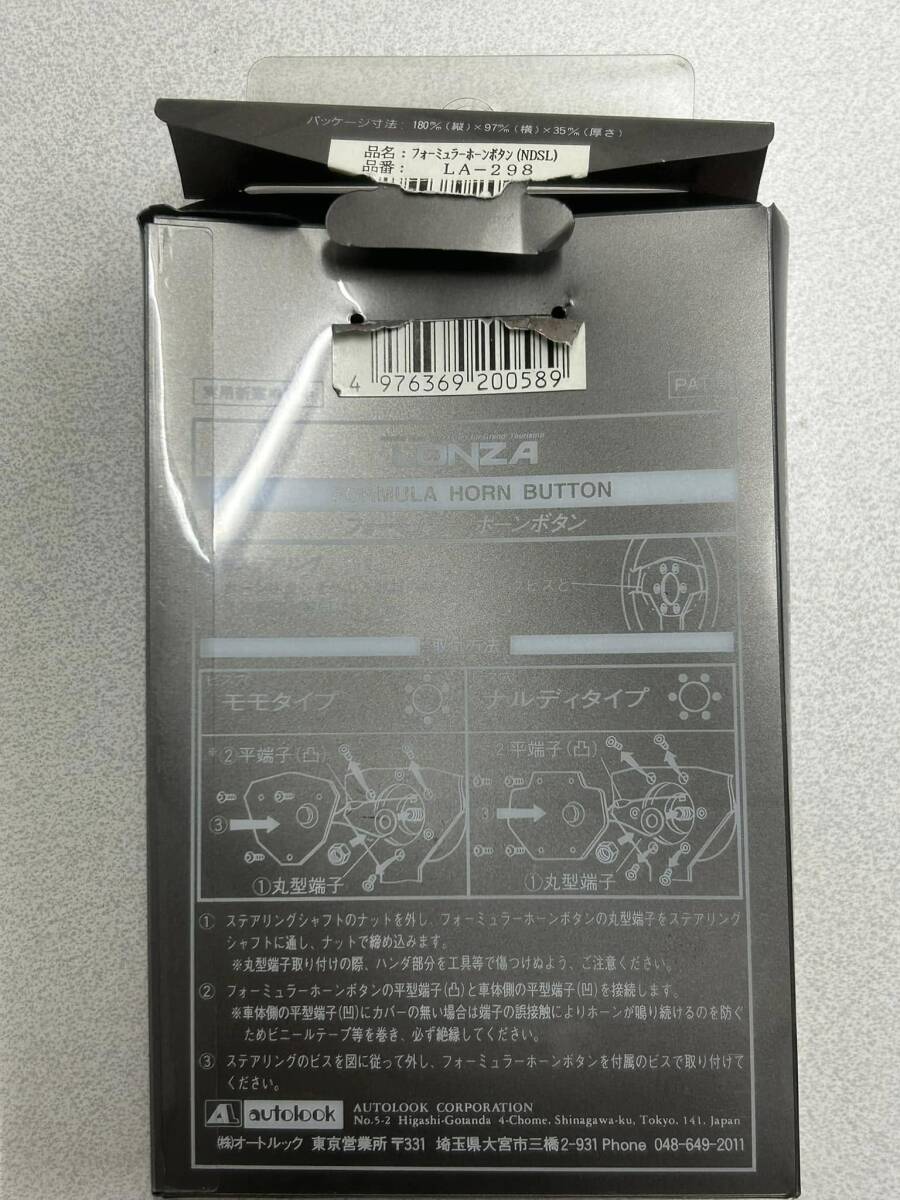 パッケージ寸法：180㎜（縦）×97㎜（横）×35㎜（厚さ）
品名：フォーミュラーホーンボタン(NDSL)
品番： LA-298
4 976369 200589
PAT
for Grand Tourismo
LONZA
FORMULA HORN BUTTON
フォー ホーンボタン
ビスと
取付方法
モモタイプ
ナルディタイプ
※②平端子(凸)
③
①丸型端子
②平端子(凸)
③
①丸型端子
① ステアリングシャフトのナットを外し、フォーミュラーホーンボタンの丸型端子をステアリング
シャフトに通し、ナットで締め込みます。
※丸型端子取り付けの際、ハンダ部分を工具等で傷つけぬよう、ご注意ください。
② フォーミュラーホーンボタンの平型端子(凸)と車体側の平型端子(凹)を接続します。
※車体側の平型端子(凹)にカバーの無い場合は端子の誤接触によりホーンが鳴り続けるのを防ぐ
ためビニールテープ等を巻き、必ず絶縁してください。
③ ステアリングのビスを図に従って外し、フォーミュラーホーンボタンを付属のビスで取り付けて
ください。
AL autolook AUTOLOOK CORPORATION
No.5-2 Higashi-Gotanda 4-Chome, Shinagawa-ku, Tokyo, 141, Japan
㈱オートルック 東京営業所 〒331 埼玉県大宮市三橋2-931 Phone 048-649-2011